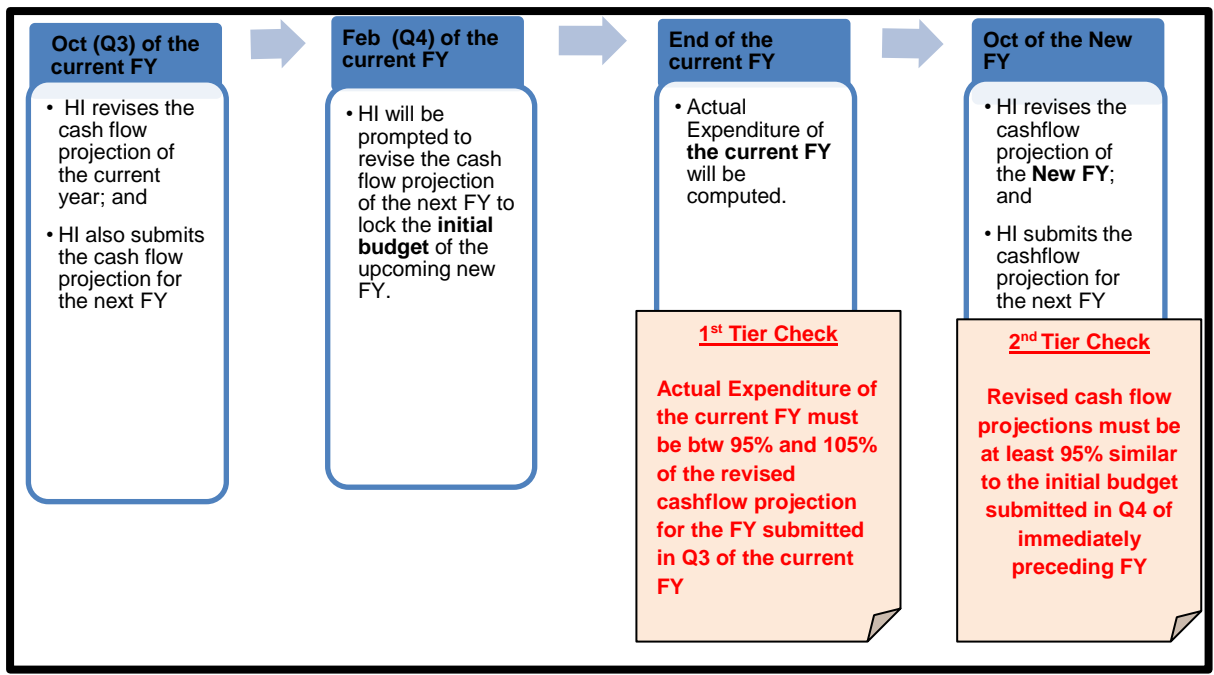 Oct (Q3) of the
current FY
• HI revises the
cash flow
projection of
the current
year; and
• HI also submits
the cash flow
projection for
the next FY
Feb (Q4) of the
current FY
• HI will be
prompted to
revise the cash
flow projection
of the next FY to
lock the initial
budget of the
upcoming new
FY.
End of the
current FY
• Actual
Expenditure of
the current FY
will be
computed.
1st Tier Check
Actual Expenditure of
the current FY must
be btw 95% and 105%
of the revised
cashflow projection
for the FY submitted
in Q3 of the current
FY
Oct of the New
FY
• HI revises the
cashflow
projection of
the New FY;
and
• HI submits the
cashflow
projection for
the next FY
2nd Tier Check
Revised cash flow
projections must be
at least 95% similar
to the initial budget
submitted in Q4 of
immediately
preceding FY